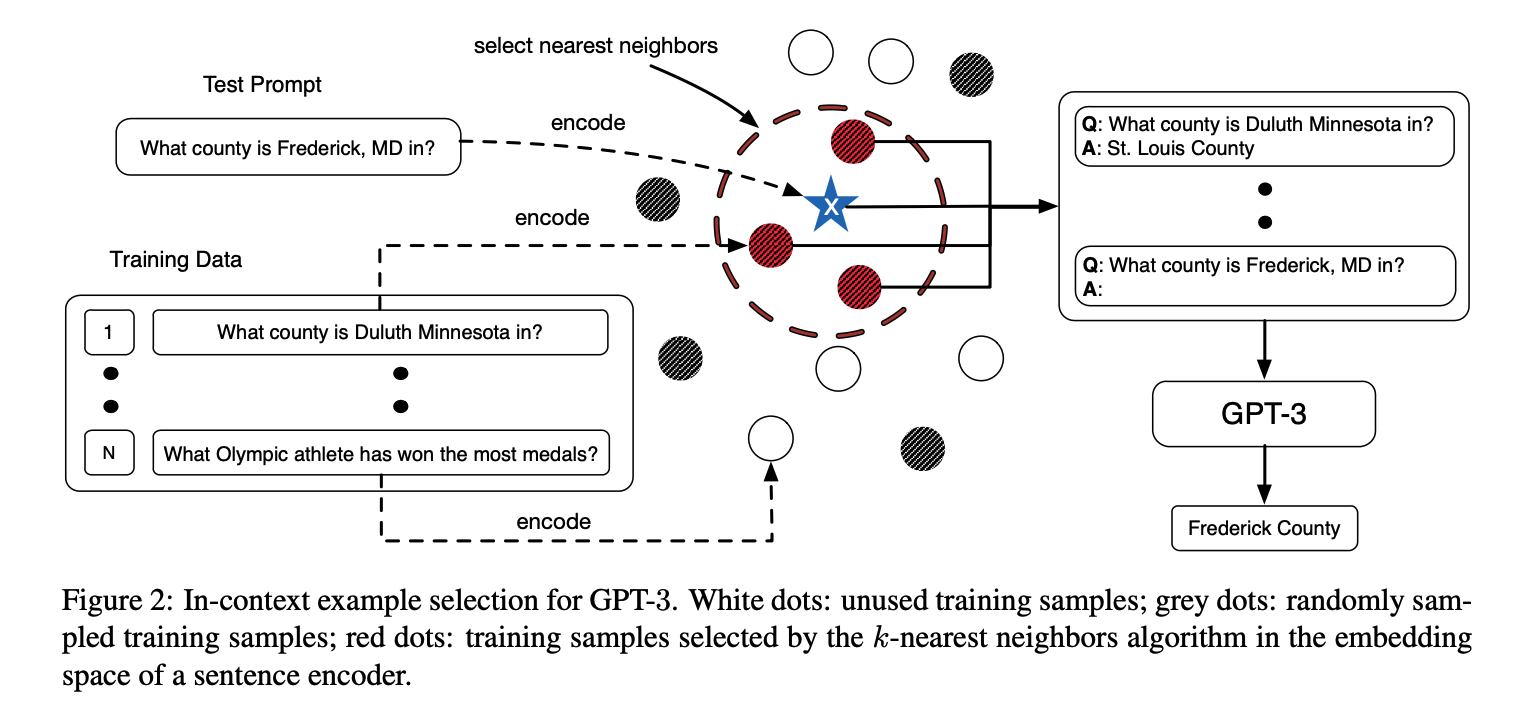 select nearest neighbors
Test Prompt
encode
What county is Frederick, MD in?
X
encode
Training Data
1
What county is Duluth Minnesota in?
N
What Olympic athlete has won the most medals?
encode
Q: What county is Duluth Minnesota in?
A: St. Louis County
Q: What county is Frederick, MD in?
A:
GPT-3
Frederick County
Figure 2: In-context example selection for GPT-3. White dots: unused training samples; grey dots: randomly sam-
pled training samples; red dots: training samples selected by the k-nearest neighbors algorithm in the embedding
space of a sentence encoder.